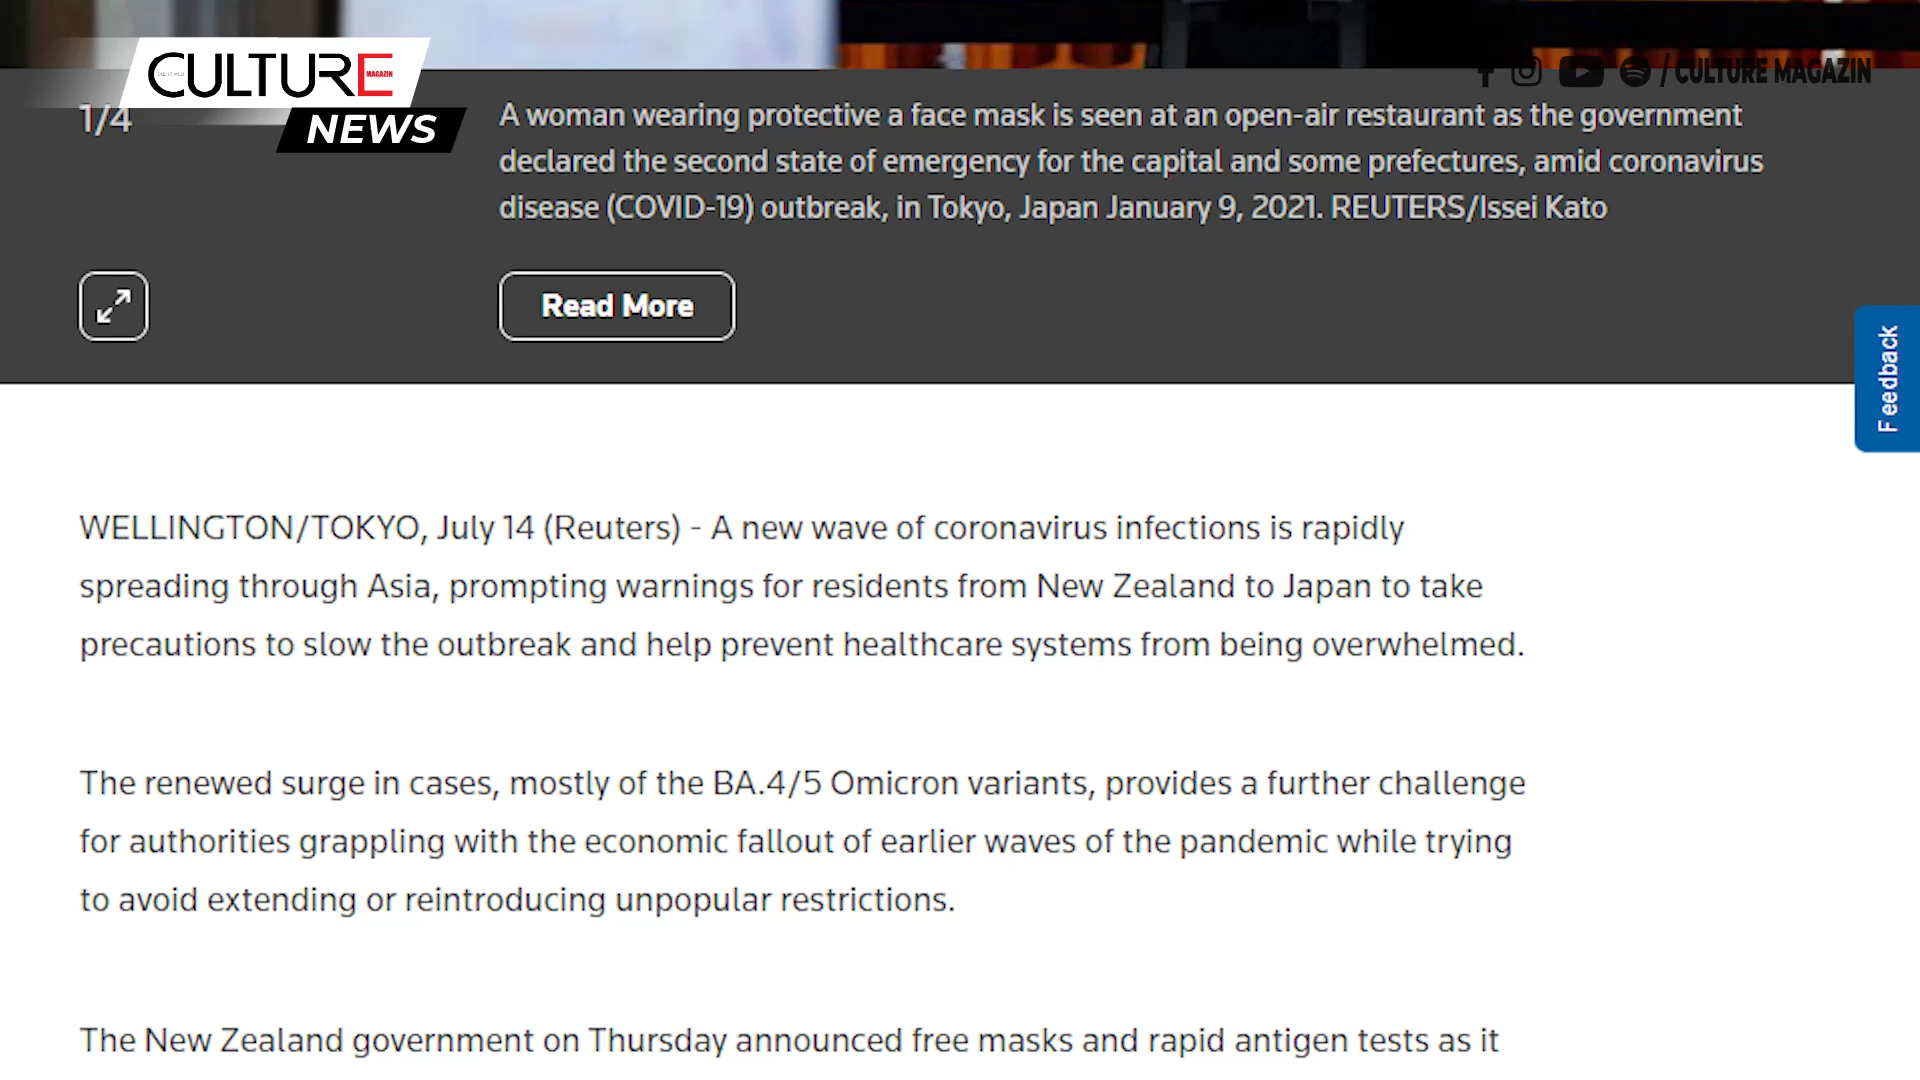 CULTURE
MAGAZIN
NEWS
/ CULTURE MAGAZIN
1/4
A woman wearing protective a face mask is seen at an open-air restaurant as the government
declared the second state of emergency for the capital and some prefectures, amid coronavirus
disease (COVID-19) outbreak, in Tokyo, Japan January 9, 2021. REUTERS/Issei Kato
Read More
Feedback
WELLINGTON/TOKYO, July 14 (Reuters) - A new wave of coronavirus infections is rapidly
spreading through Asia, prompting warnings for residents from New Zealand to Japan to take
precautions to slow the outbreak and help prevent healthcare systems from being overwhelmed.
The renewed surge in cases, mostly of the BA.4/5 Omicron variants, provides a further challenge
for authorities grappling with the economic fallout of earlier waves of the pandemic while trying
to avoid extending or reintroducing unpopular restrictions.
The New Zealand government on Thursday announced free masks and rapid antigen tests as it